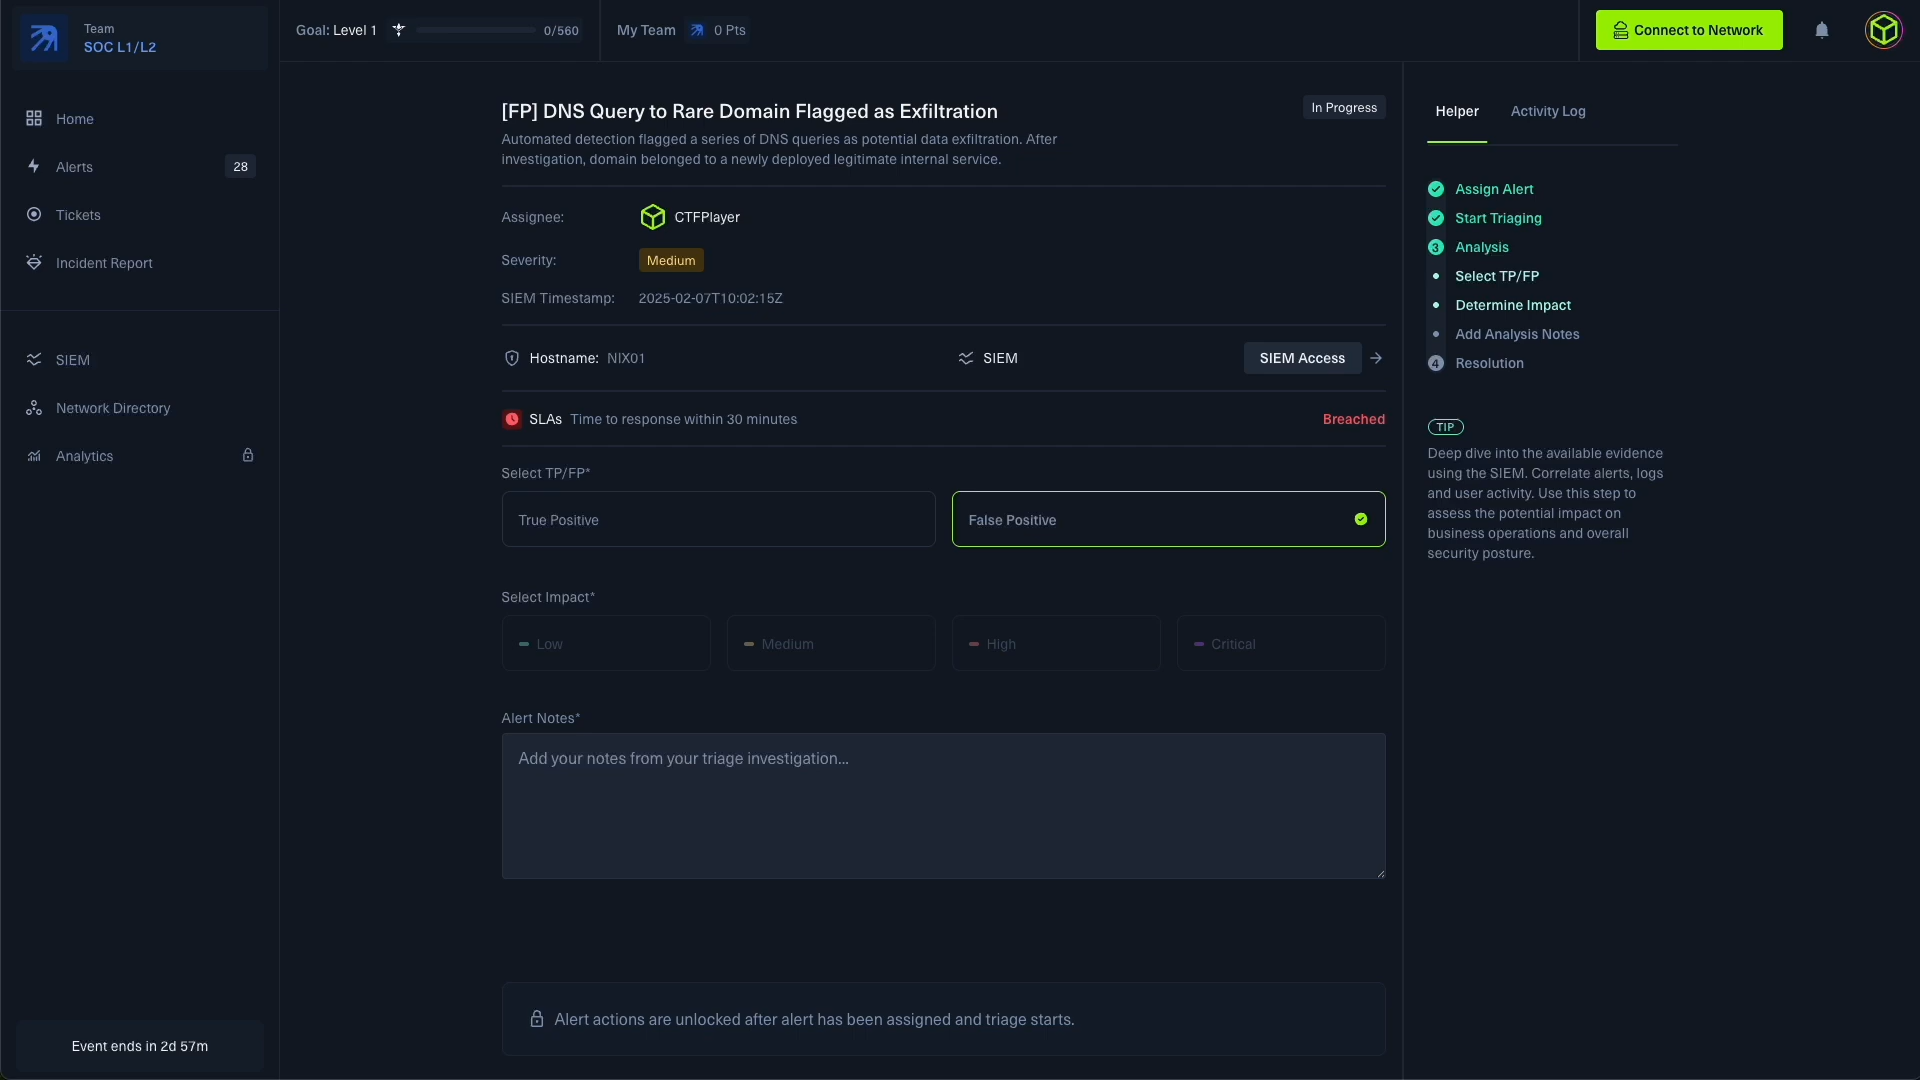 Team
SOC L1/L2
Goal: Level 1
0/560
My Team
0 Pts
Connect to Network
Home
Alerts
28
Tickets
Incident Report
SIEM
Network Directory
Analytics
Event ends in 2d 57m
[FP] DNS Query to Rare Domain Flagged as Exfiltration
In Progress
Automated detection flagged a series of DNS queries as potential data exfiltration. After
investigation, domain belonged to a newly deployed legitimate internal service.
Assignee:
CTFPlayer
Severity:
Medium
SIEM Timestamp:
2025-02-07T10:02:15Z
Hostname: NIX01
SIEM
SIEM Access
SLAs Time to response within 30 minutes
Breached
Select TP/FP*
True Positive
False Positive
Select Impact*
Low
Medium
High
Critical
Alert Notes*
Add your notes from your triage investigation...
Alert actions are unlocked after alert has been assigned and triage starts.
Helper
Activity Log
Assign Alert
Start Triaging
3 Analysis
Select TP/FP
Determine Impact
Add Analysis Notes
4 Resolution
TIP
Deep dive into the available evidence
using the SIEM. Correlate alerts, logs
and user activity. Use this step to
assess the potential impact on
business operations and overall
security posture.